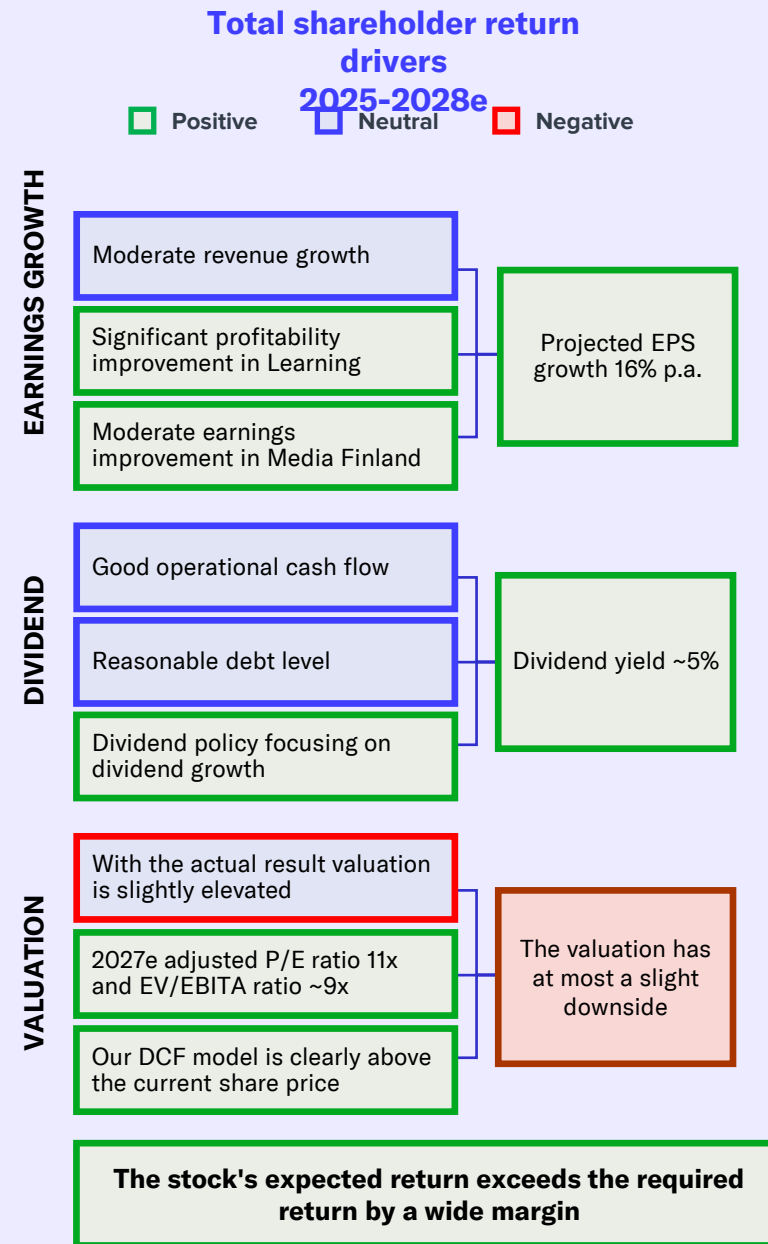 Total shareholder return
drivers
2025-2028e
Positive
Neutral
Negative
EARNINGS GROWTH
Moderate revenue growth
Significant profitability
improvement in Learning
Moderate earnings
improvement in Media Finland
Projected EPS
growth 16% p.a.
DIVIDEND
Good operational cash flow
Reasonable debt level
Dividend policy focusing on
dividend growth
Dividend yield ~5%
VALUATION
With the actual result valuation
is slightly elevated
2027e adjusted P/E ratio 11x
and EV/EBITA ratio ~9x
Our DCF model is clearly above
the current share price
The valuation has
at most a slight
downside
The stock's expected return exceeds the required
return by a wide margin